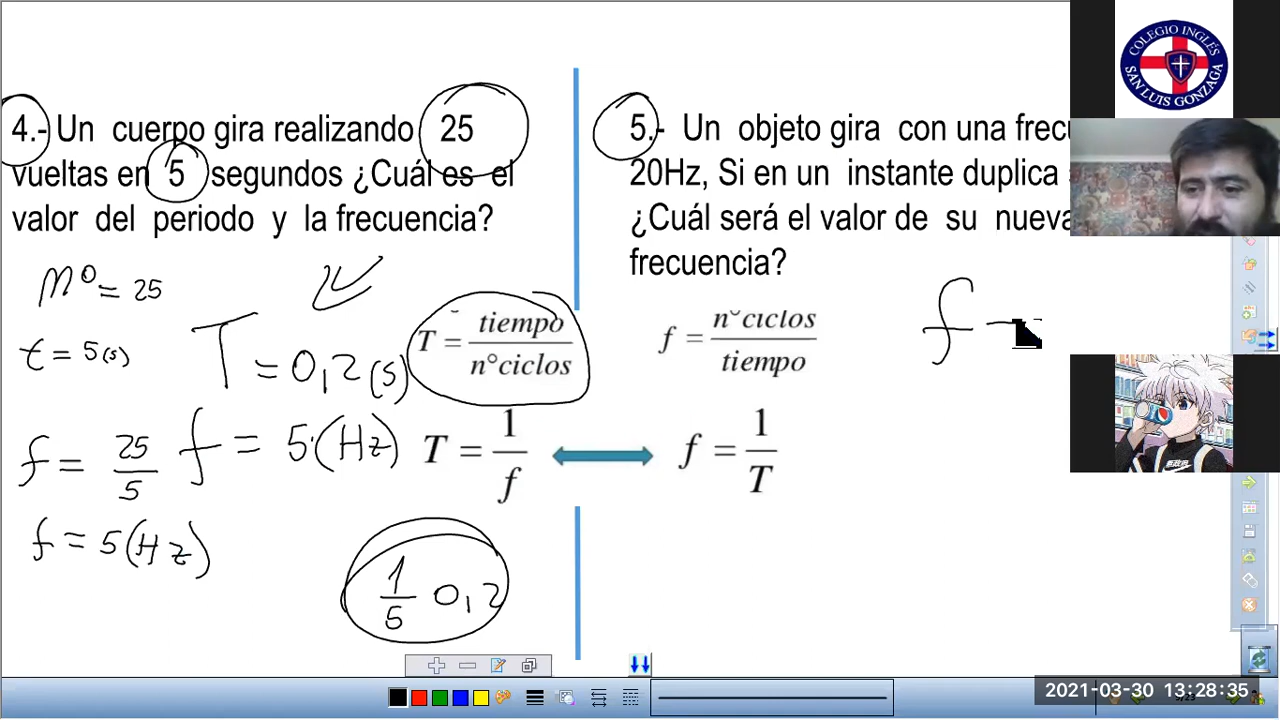 4.- Un cuerpo gira realizando 25
vueltas en 5 segundos ¿Cuál es el
valor del periodo y la frecuencia?
n° = 25
t = 5(s)
T = 0,2(s)
T = tiempo / n°ciclos
f = 25 / 5
f = 5(Hz)
T = 1 / f
f = 5(Hz)
1 / 5 0,2
5.- Un objeto gira con una frecu
20Hz, Si en un instante duplica
¿Cuál será el valor de su nueva
frecuencia?
f = n°ciclos / tiempo
f
f = 1 / T
COLEGIO INGLÉS
SAN LUIS GONZAGA
2021-03-30 13:28:35